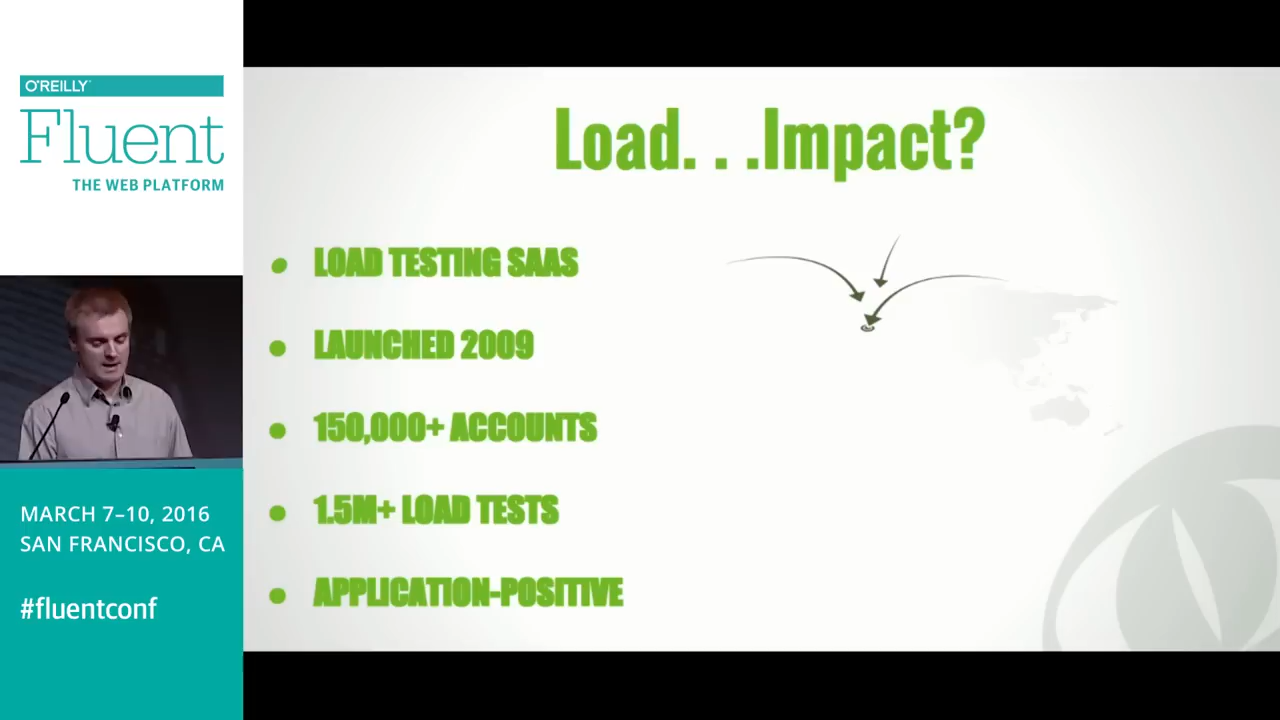 O'REILLY
Fluent
THE WEB PLATFORM
MARCH 7–10, 2016
SAN FRANCISCO, CA
#fluentconf
Load. . .Impact?
● LOAD TESTING SAAS
● LAUNCHED 2009
● 150,000+ ACCOUNTS
● 1.5M+ LOAD TESTS
● APPLICATION-POSITIVE